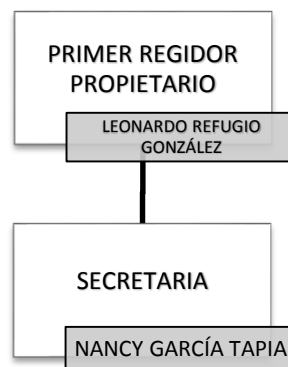 PRIMER REGIDOR
PROPIETARIO
LEONARDO REFUGIO
GONZÁLEZ
SECRETARIA
NANCY GARCÍA TAPIA